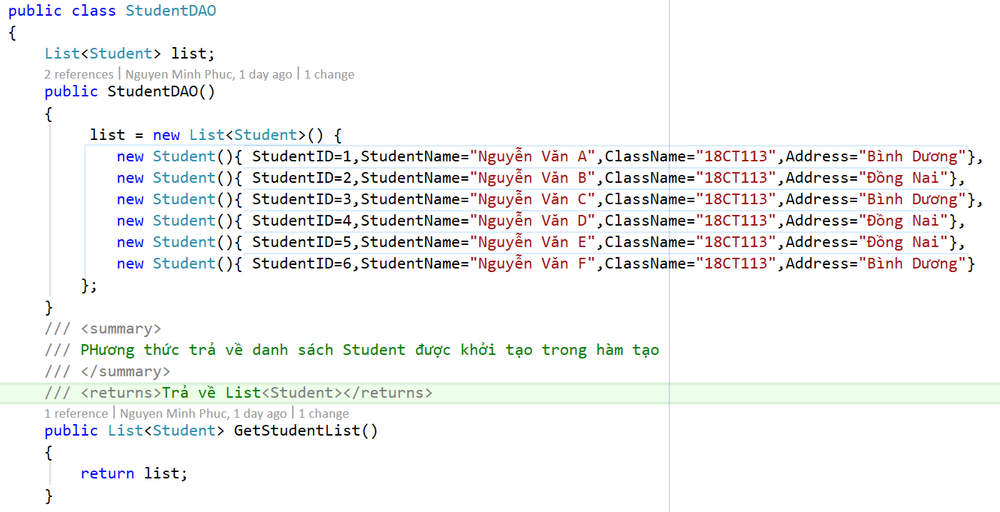 public class StudentDAO
{
List<Student> list;
2 references | Nguyen Minh Phuc, 1 day ago | 1 change
public StudentDAO()
{
list = new List<Student>() {
new Student(){ StudentID=1,StudentName="Nguyễn Văn A",ClassName="18CT113",Address="Bình Dương"},
new Student(){ StudentID=2,StudentName="Nguyễn Văn B",ClassName="18CT113",Address="Đồng Nai"},
new Student(){ StudentID=3,StudentName="Nguyễn Văn C",ClassName="18CT113",Address="Bình Dương"},
new Student(){ StudentID=4,StudentName="Nguyễn Văn D",ClassName="18CT113",Address="Đồng Nai"},
new Student(){ StudentID=5,StudentName="Nguyễn Văn E",ClassName="18CT113",Address="Đồng Nai"},
new Student(){ StudentID=6,StudentName="Nguyễn Văn F",ClassName="18CT113",Address="Bình Dương"}
};
}
/// <summary>
/// PHương thức trả về danh sách Student được khởi tạo trong hàm tạo
/// </summary>
/// <returns>Trả về List<Student></returns>
1 reference | Nguyen Minh Phuc, 1 day ago | 1 change
public List<Student> GetStudentList()
{
return list;
}